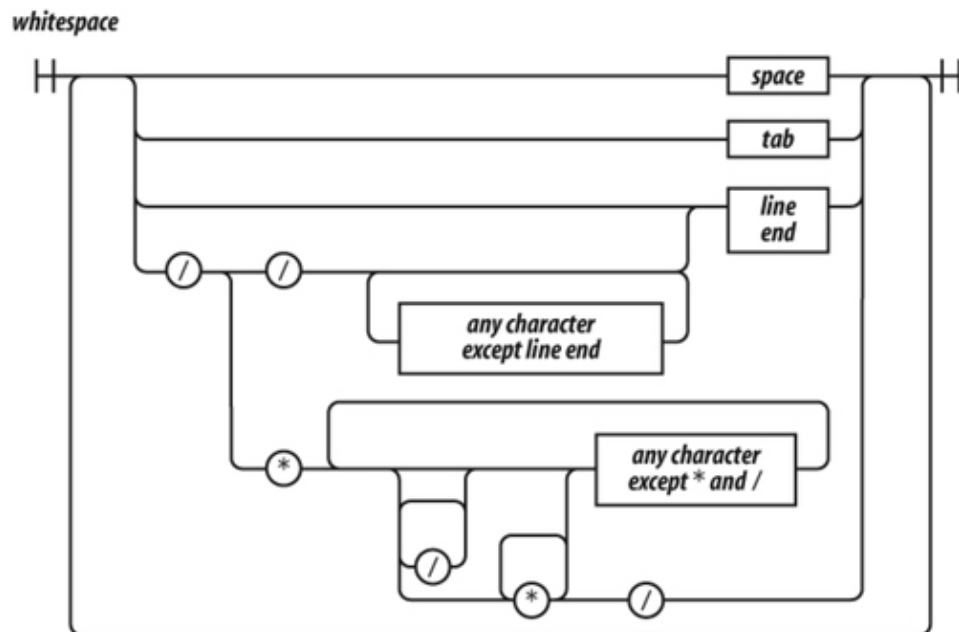 whitespace
space
tab
line
end
/ /
any character
except line end
*
any character
except * and /
/
* /